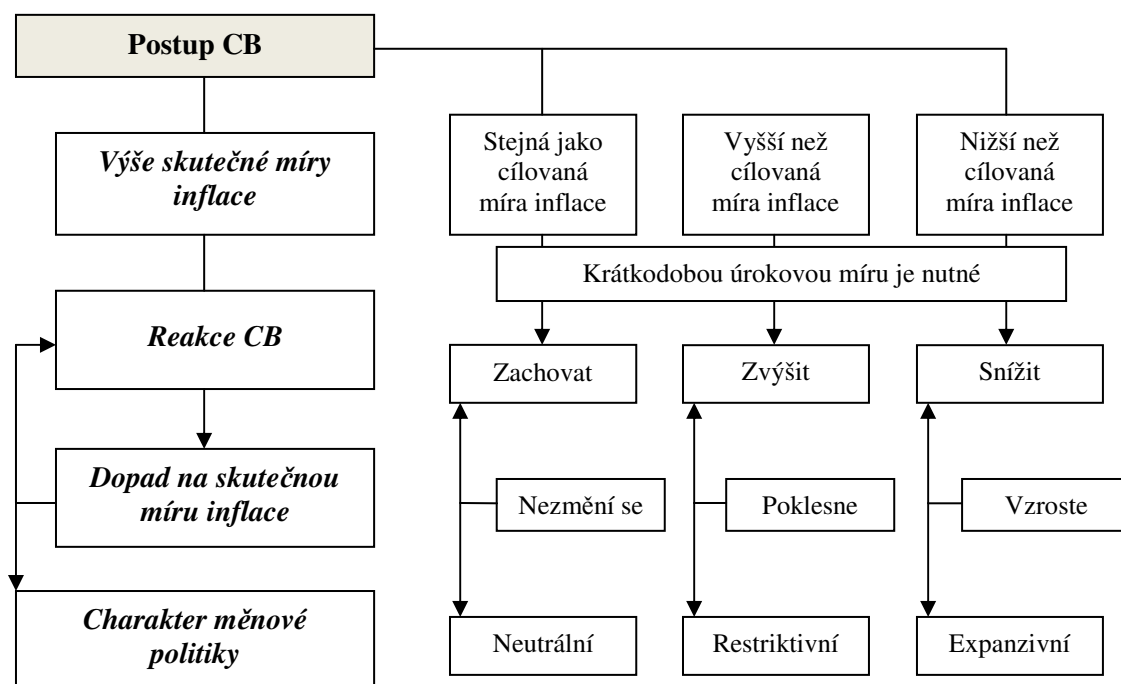 Postup CB
Výše skutečné míry
inflace
Reakce CB
Dopad na skutečnou
míru inflace
Charakter měnové
politiky
Stejná jako
cílovaná
míra inflace
Vyšší než
cílovaná
míra inflace
Nižší než
cílovaná
míra inflace
Krátkodobou úrokovou míru je nutné
Zachovat
Zvýšit
Snížit
Nezmění se
Poklesne
Vzroste
Neutrální
Restriktivní
Expanzivní